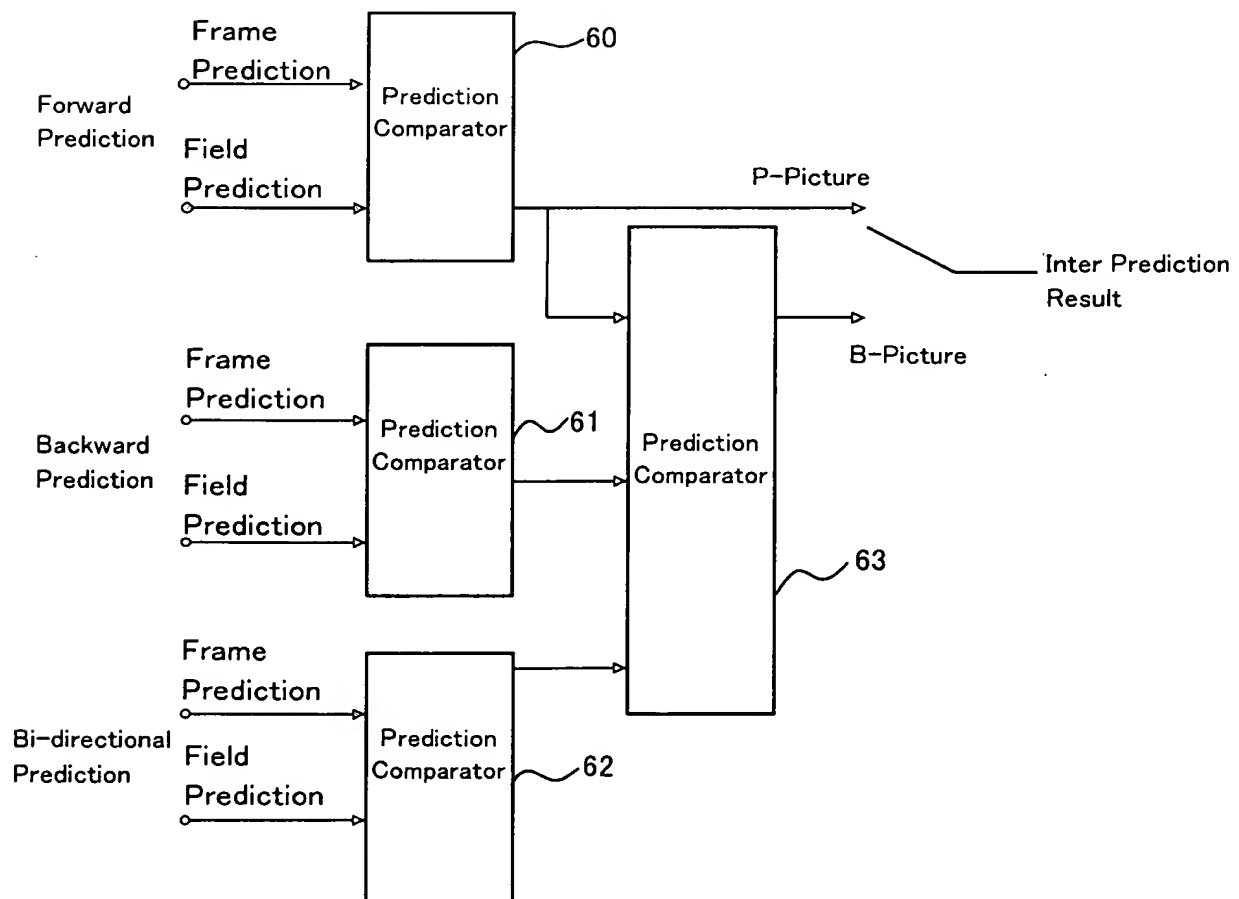 Frame
Prediction
60
Forward
Prediction
Prediction
Comparator
Field
Prediction
P-Picture
Inter Prediction
Result
B-Picture
Frame
Prediction
61
Backward
Prediction
Prediction
Comparator
Field
Prediction
Prediction
Comparator
63
Frame
Prediction
Bi-directional
Prediction
Prediction
Comparator
Field
Prediction
62